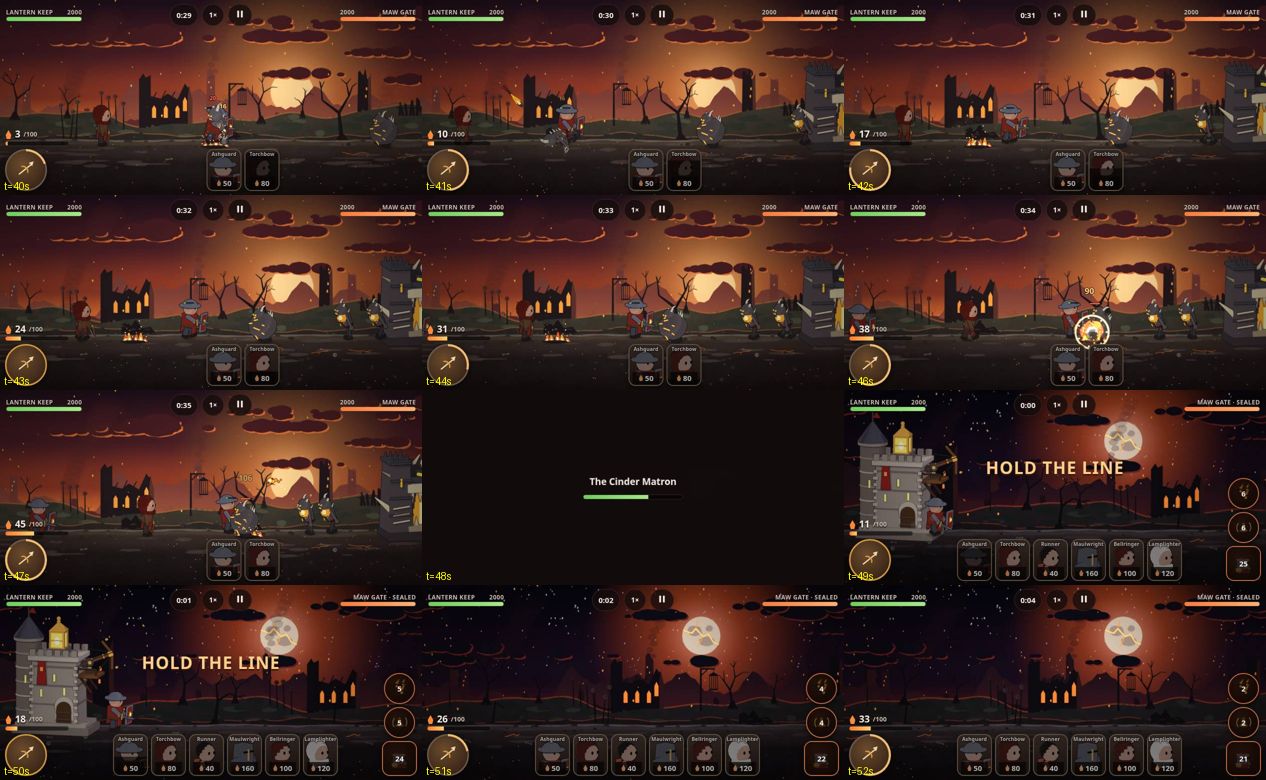 LANTERN KEEP 2000 0:29 1× 2000 MAW GATE
3 /100
Ashguard Torchbow
50 80
t=40s
LANTERN KEEP 2000 0:30 1× 2000 MAW GATE
10 /100
Ashguard Torchbow
50 80
t=41s
LANTERN KEEP 2000 0:31 1× 2000 MAW GATE
17 /100
Ashguard Torchbow
50 80
t=42s
LANTERN KEEP 2000 0:32 1× 2000 MAW GATE
24 /100
Ashguard Torchbow
50 80
t=43s
LANTERN KEEP 2000 0:33 1× 2000 MAW GATE
31 /100
Ashguard Torchbow
50 80
t=44s
LANTERN KEEP 2000 0:34 1× 2000 MAW GATE
90
38 /100
Ashguard Torchbow
50 80
t=46s
LANTERN KEEP 2000 0:35 1× 2000 MAW GATE
106
45 /100
Ashguard Torchbow
50 80
t=47s
The Cinder Matron
t=48s
LANTERN KEEP 2000 0:00 1× MAW GATE · SEALED
HOLD THE LINE
6
11 /100
6
Ashguard Torchbow Runner Maulwright Bellringer Lamplighter
50 80 40 160 100 120
25
t=49s
LANTERN KEEP 2000 0:01 1× MAW GATE · SEALED
HOLD THE LINE
5
18 /100
5
Ashguard Torchbow Runner Maulwright Bellringer Lamplighter
50 80 40 160 100 120
24
t=50s
LANTERN KEEP 2000 0:02 1× MAW GATE · SEALED
4
26 /100
4
Ashguard Torchbow Runner Maulwright Bellringer Lamplighter
50 80 40 160 100 120
22
t=51s
LANTERN KEEP 2000 0:04 1× MAW GATE · SEALED
2
33 /100
2
Ashguard Torchbow Runner Maulwright Bellringer Lamplighter
50 80 40 160 100 120
21
t=52s